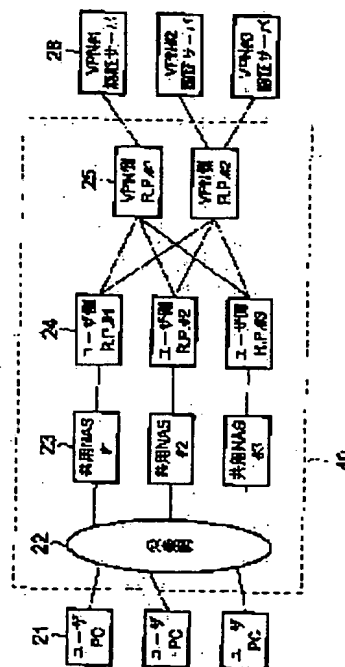 21
ユーザ
PC
ユーザ
PC
ユーザ
PC
22
23
共用NAS
共用NAS
#2
共用NAS
#3
24
ユーザ側
R.P.#1
ユーザ側
R.P.#2
ユーザ側
R.P.#3
25
VPN側
R.P.#1
VPN側
R.P.#2
26
VPN#1
認証サーバ
VPN#2
認証サーバ
VPN#3
認証サーバ
40